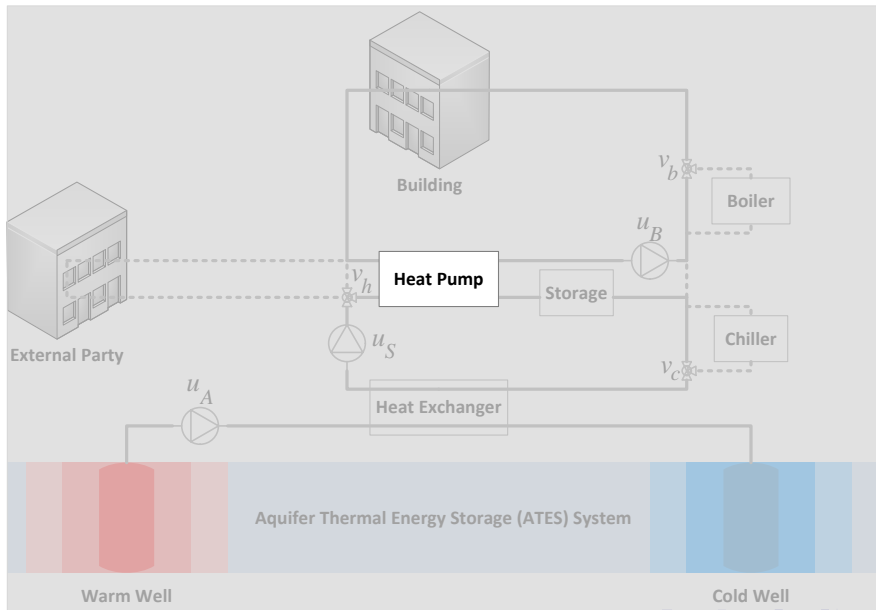 Building
v_b
Boiler
u_B
Heat Pump
v_h
Storage
External Party
u_S
Chiller
v_c
u_A
Heat Exchanger
Aquifer Thermal Energy Storage (ATES) System
Warm Well
Cold Well